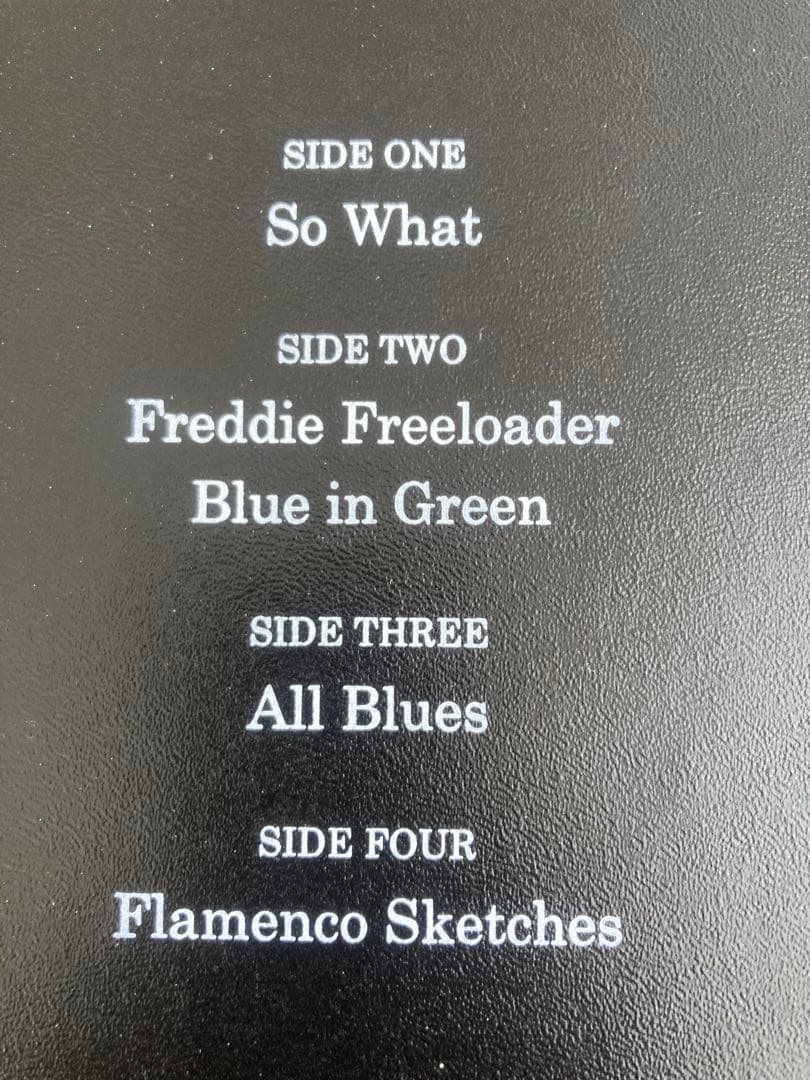 SIDE ONE
So What
SIDE TWO
Freddie Freeloader
Blue in Green
SIDE THREE
All Blues
SIDE FOUR
Flamenco Sketches